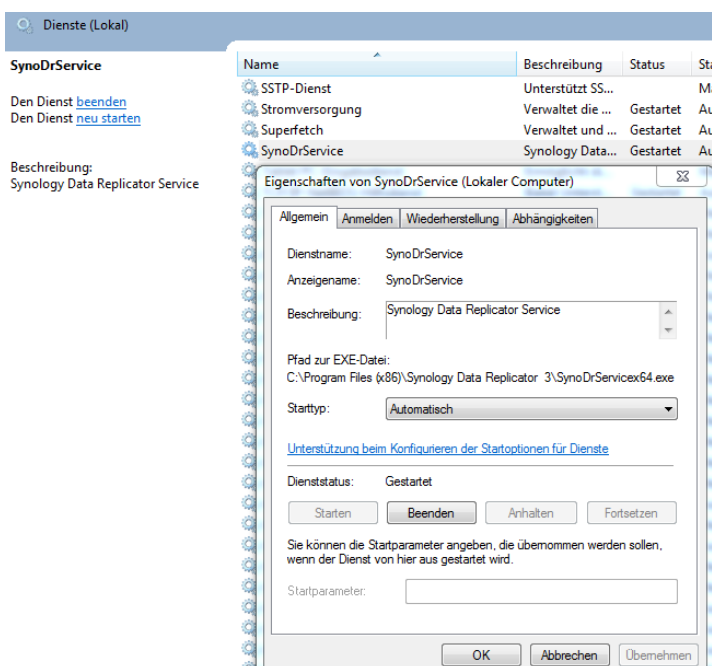 Dienste (Lokal)
SynoDrService
Den Dienst beenden
Den Dienst neu starten
Beschreibung:
Synology Data Replicator Service
Name Beschreibung Status Sta
SSTP-Dienst Unterstützt SS... Ma
Stromversorgung Verwaltet die ... Gestartet Au
Superfetch Verwaltet und ... Gestartet Au
SynoDrService Synology Data... Gestartet Au
Eigenschaften von SynoDrService (Lokaler Computer)
Allgemein Anmelden Wiederherstellung Abhängigkeiten
Dienstname: SynoDrService
Anzeigename: SynoDrService
Beschreibung: Synology Data Replicator Service
Pfad zur EXE-Datei:
C:\Program Files (x86)\Synology Data Replicator 3\SynoDrServicex64.exe
Starttyp: Automatisch
Unterstützung beim Konfigurieren der Startoptionen für Dienste
Dienststatus: Gestartet
Starten Beenden Anhalten Fortsetzen
Sie können die Startparameter angeben, die übernommen werden sollen,
wenn der Dienst von hier aus gestartet wird.
Startparameter:
OK Abbrechen Übernehmen